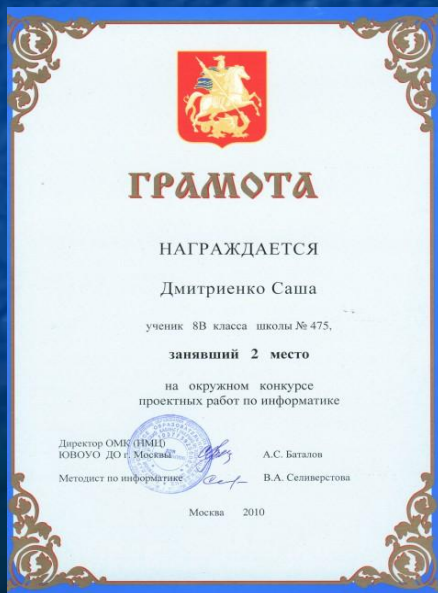 ГРАМОТА
НАГРАЖДАЕТСЯ
Дмитриенко Саша
ученик 8В класса школы № 475,
занявший 2 место
на окружном конкурсе
проектных работ по информатике
Директор ОМК (НМЦ)
ЮВОУО ДО г. Москвы А.С. Баталов
Методист по информатике В.А. Селиверстова
Москва 2010